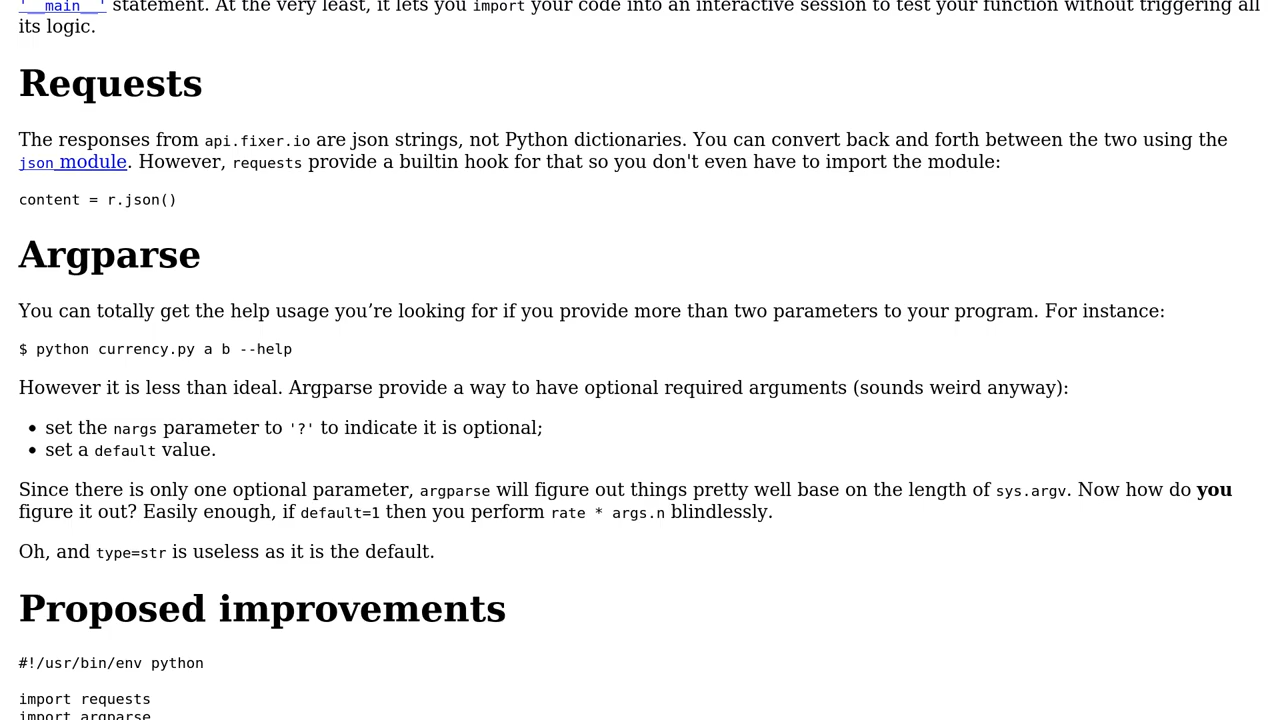 '__main__' statement. At the very least, it lets you import your code into an interactive session to test your function without triggering all
its logic.
Requests
The responses from api.fixer.io are json strings, not Python dictionaries. You can convert back and forth between the two using the
json module. However, requests provide a builtin hook for that so you don't even have to import the module:
content = r.json()
Argparse
You can totally get the help usage you’re looking for if you provide more than two parameters to your program. For instance:
$ python currency.py a b --help
However it is less than ideal. Argparse provide a way to have optional required arguments (sounds weird anyway):
• set the nargs parameter to '?' to indicate it is optional;
• set a default value.
Since there is only one optional parameter, argparse will figure out things pretty well base on the length of sys.argv. Now how do you
figure it out? Easily enough, if default=1 then you perform rate * args.n blindlessly.
Oh, and type=str is useless as it is the default.
Proposed improvements
#!/usr/bin/env python
import requests
import argparse